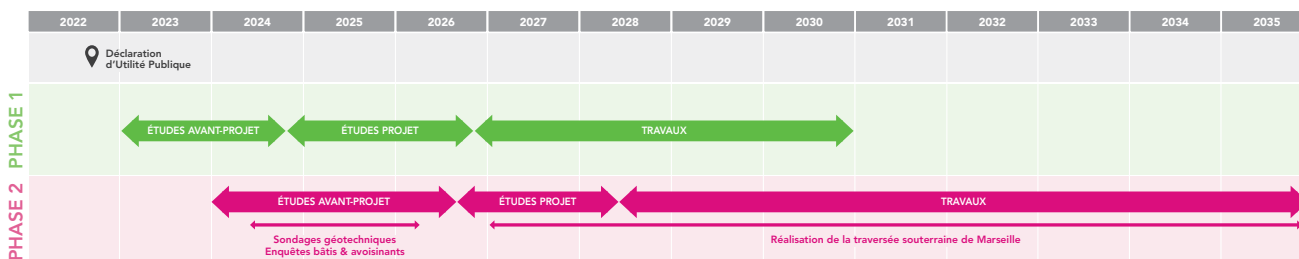 2022 2023 2024 2025 2026 2027 2028 2029 2030 2031 2032 2033 2034 2035
Déclaration
d'Utilité Publique
PHASE 1
ÉTUDES AVANT-PROJET ÉTUDES PROJET TRAVAUX
PHASE 2
ÉTUDES AVANT-PROJET ÉTUDES PROJET TRAVAUX
Sondages géotechniques
Enquêtes bâtis & avoisinants
Réalisation de la traversée souterraine de Marseille